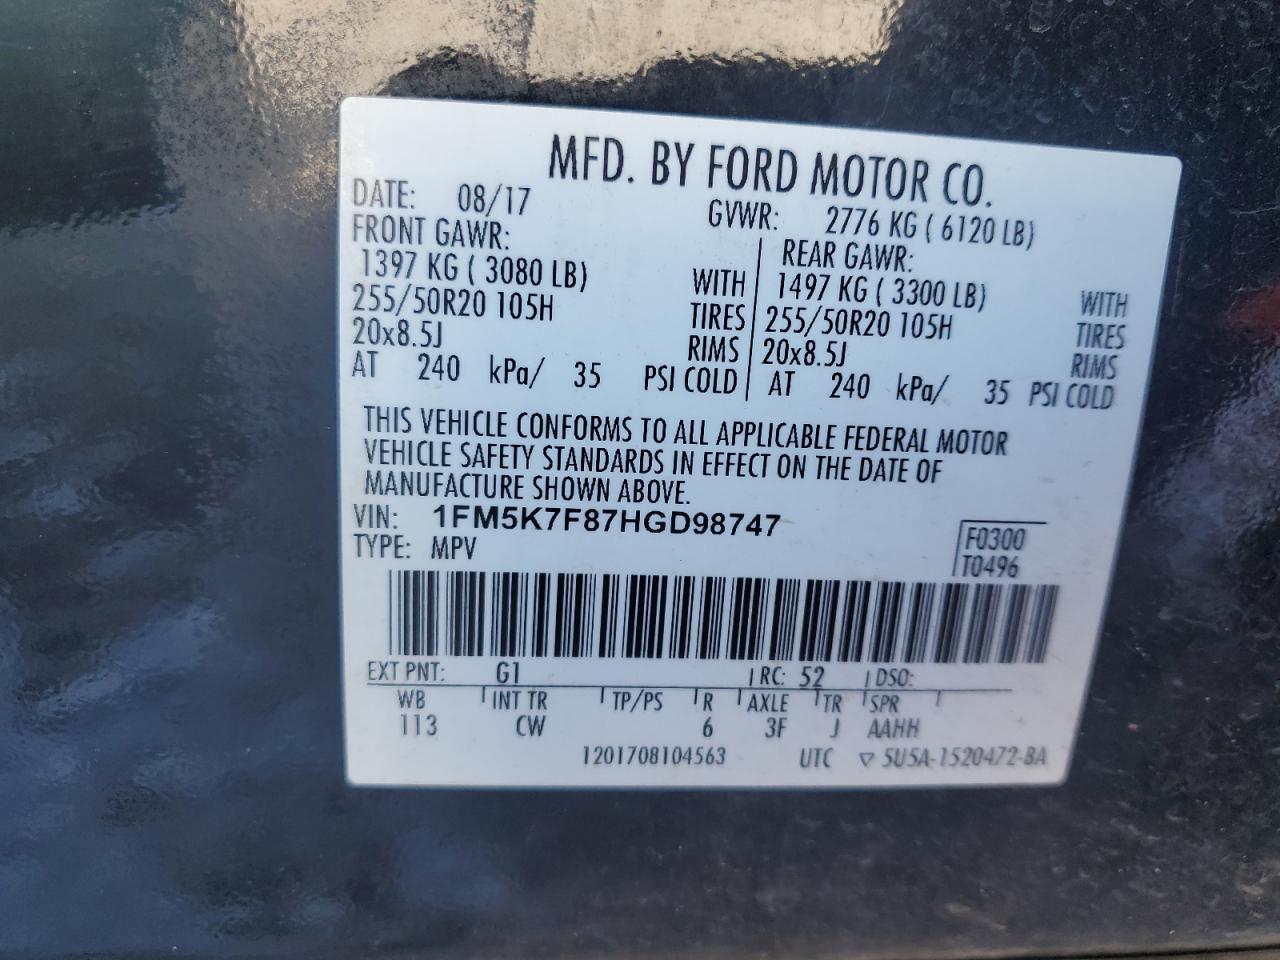 MFD. BY FORD MOTOR CO.
DATE: 08/17 GVWR: 2776 KG ( 6120 LB)
FRONT GAWR: REAR GAWR:
1397 KG ( 3080 LB) WITH 1497 KG ( 3300 LB) WITH
255/50R20 105H TIRES 255/50R20 105H TIRES
20x8.5J RIMS 20x8.5J RIMS
AT 240 kPa/ 35 PSI COLD AT 240 kPa/ 35 PSI COLD
THIS VEHICLE CONFORMS TO ALL APPLICABLE FEDERAL MOTOR
VEHICLE SAFETY STANDARDS IN EFFECT ON THE DATE OF
MANUFACTURE SHOWN ABOVE.
VIN: 1FM5K7F87HGD98747
TYPE: MPV
F0300
T0496
EXT PNT: G1 RC: 52 DSO:
WB INT TR TP/PS R AXLE TR SPR
113 CW 6 3F J AAHH
1201708104563 UTC ▽ 5U5A-1520472-BA